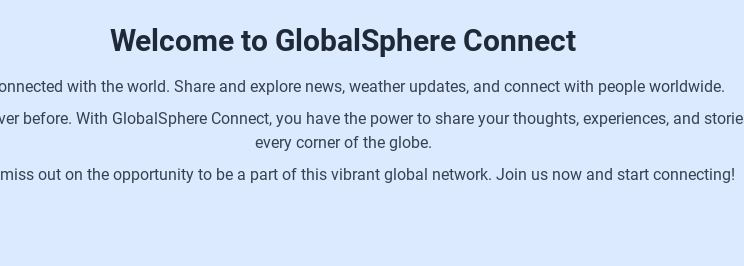 Welcome to GlobalSphere Connect
onnected with the world. Share and explore news, weather updates, and connect with people worldwide.
ver before. With GlobalSphere Connect, you have the power to share your thoughts, experiences, and storie
every corner of the globe.
miss out on the opportunity to be a part of this vibrant global network. Join us now and start connecting!